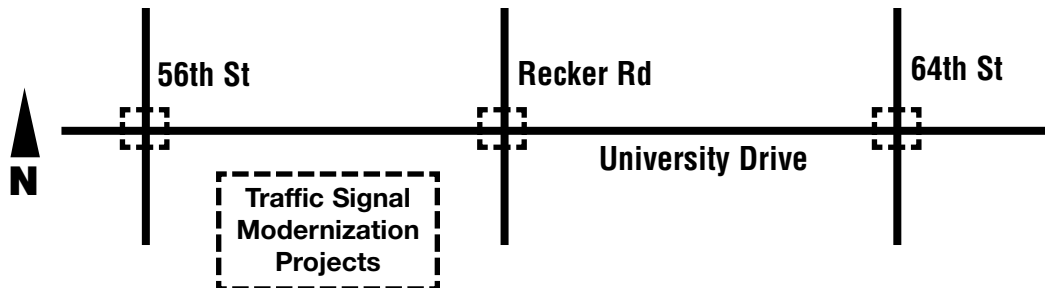 56th St
Recker Rd
64th St
N
University Drive
Traffic Signal
Modernization
Projects